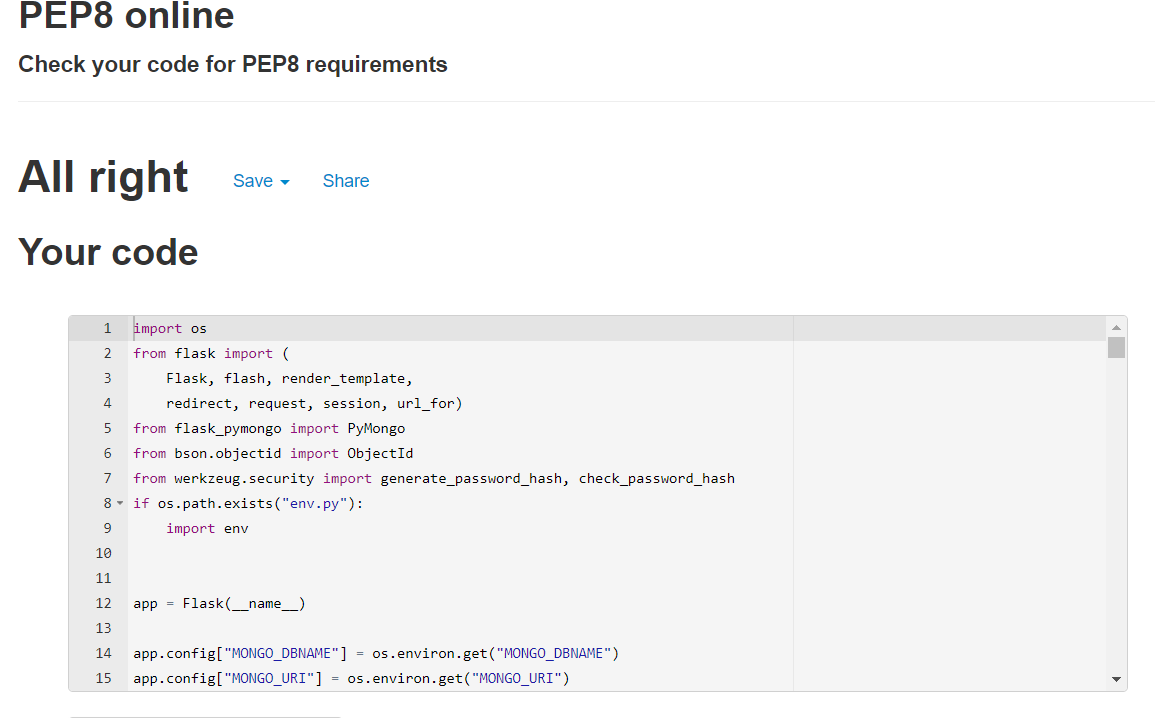 PEP8 online
Check your code for PEP8 requirements
All right Save Share
Your code
1 import os
2 from flask import (
3     Flask, flash, render_template,
4     redirect, request, session, url_for)
5 from flask_pymongo import PyMongo
6 from bson.objectid import ObjectId
7 from werkzeug.security import generate_password_hash, check_password_hash
8 if os.path.exists("env.py"):
9     import env
10
11
12 app = Flask(__name__)
13
14 app.config["MONGO_DBNAME"] = os.environ.get("MONGO_DBNAME")
15 app.config["MONGO_URI"] = os.environ.get("MONGO_URI")